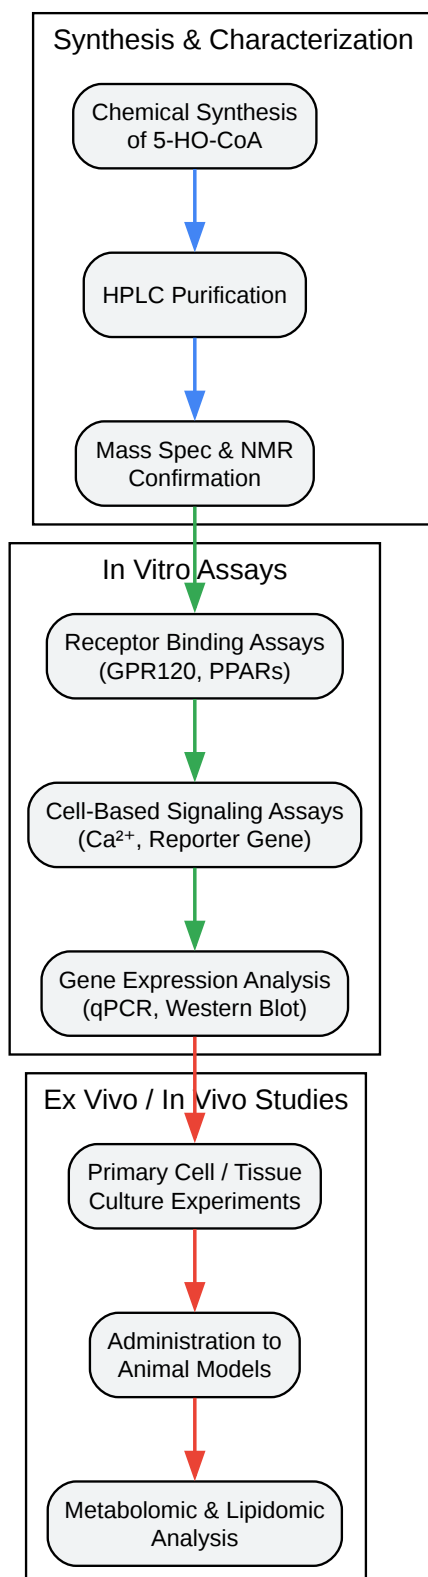 Synthesis & Characterization
Chemical Synthesis
of 5-HO-CoA
HPLC Purification
Mass Spec & NMR
Confirmation
In Vitro Assays
Receptor Binding Assays
(GPR120, PPARs)
Cell-Based Signaling Assays
(Ca²⁺, Reporter Gene)
Gene Expression Analysis
(qPCR, Western Blot)
Ex Vivo / In Vivo Studies
Primary Cell / Tissue
Culture Experiments
Administration to
Animal Models
Metabolomic & Lipidomic
Analysis